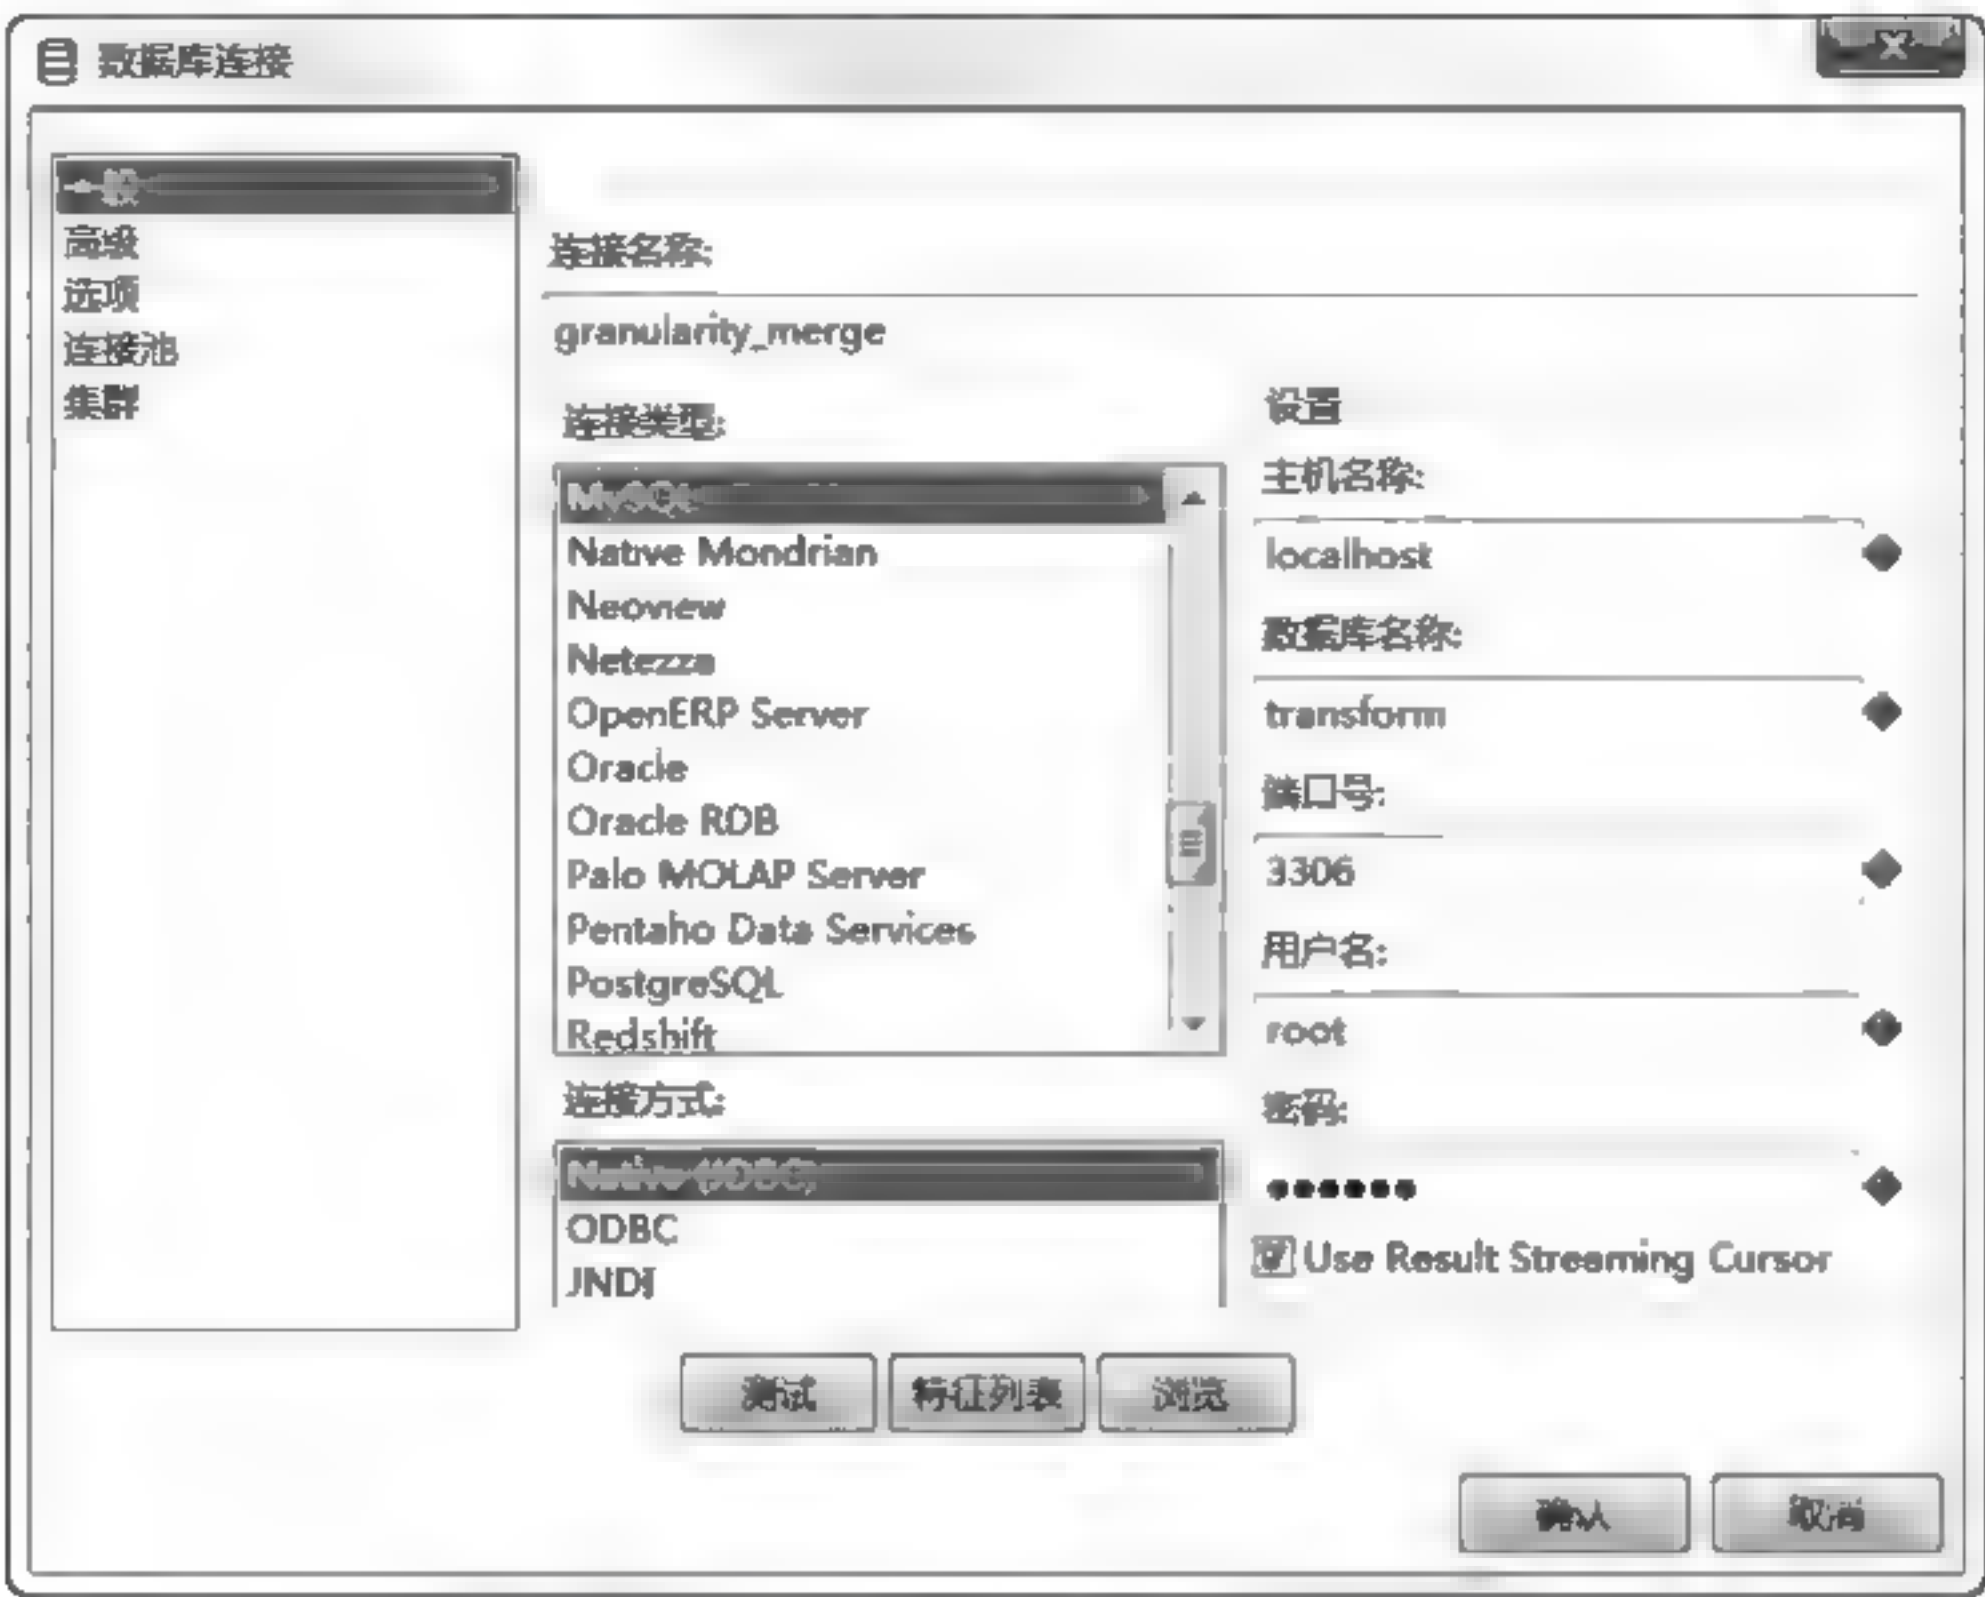 数据库连接
一般
高级
选项
连接池
集群
连接名称:
granularity_merge
连接类型:
MySQL
Native Mondrian
Neoview
Netezza
OpenERP Server
Oracle
Oracle RDB
Palo MOLAP Server
Pentaho Data Services
PostgreSQL
Redshift
连接方式:
Native (JDBC)
ODBC
JNDI
设置
主机名称:
localhost
数据库名称:
transform
端口号:
3306
用户名:
root
密码:
●●●●●●
Use Result Streaming Cursor
测试
特征列表
浏览
确认
取消